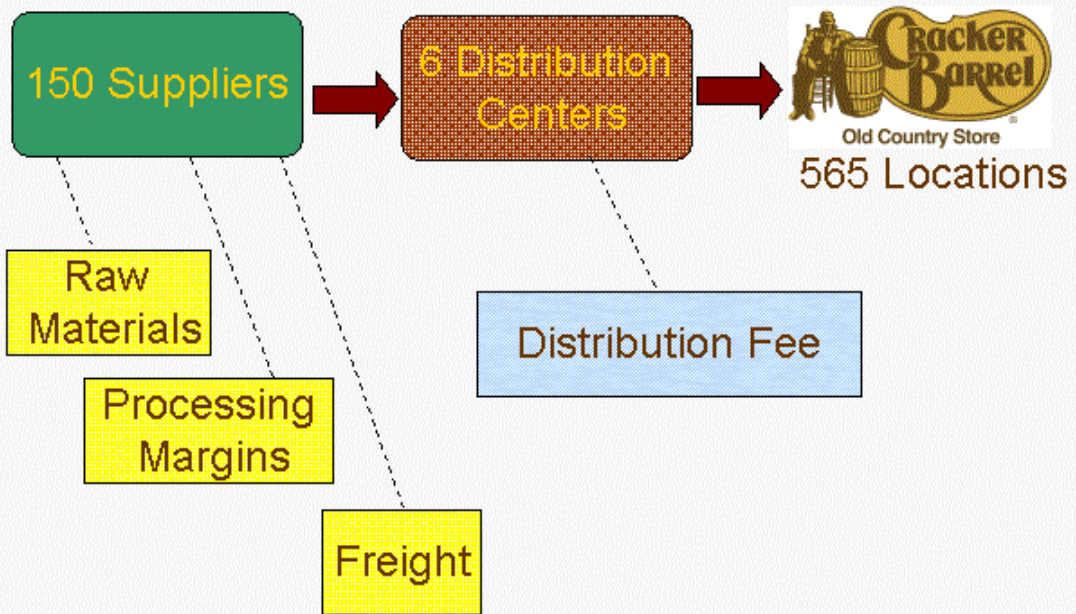 150 Suppliers
6 Distribution
Centers
CRACKER
BARREL
®
Old Country Store
565 Locations
Raw
Materials
Processing
Margins
Freight
Distribution Fee